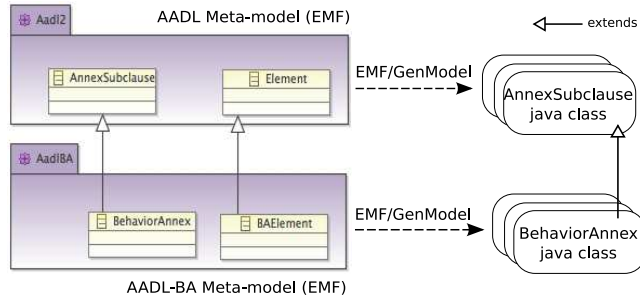 Aadl2
AADL Meta-model (EMF)
extends
AnnexSubclause
Element
EMF/GenModel
AnnexSubclause
java class
AadlBA
BehaviorAnnex
BAElement
EMF/GenModel
BehaviorAnnex
java class
AADL-BA Meta-model (EMF)